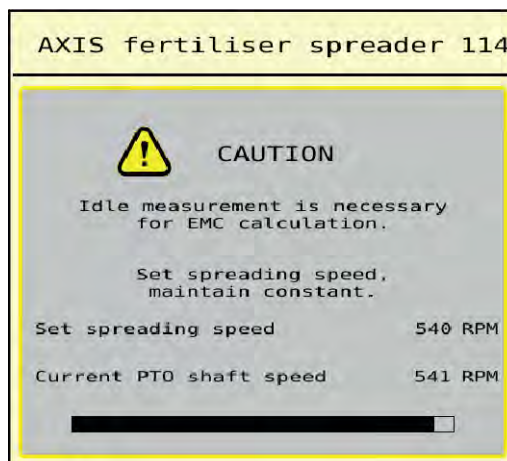 AXIS fertiliser spreader 114
CAUTION
Idle measurement is necessary
for EMC calculation.
Set spreading speed,
maintain constant.
Set spreading speed 540 RPM
Current PTO shaft speed 541 RPM